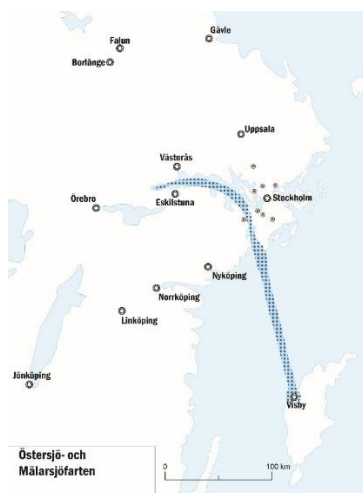 Gävle
Falun
Borlänge
Uppsala
Västerås
Stockholm
Örebro
Eskilstuna
Nyköping
Norrköping
Linköping
Jönköping
Visby
Östersjö- och
Mälarsjöfarten
0 100 km